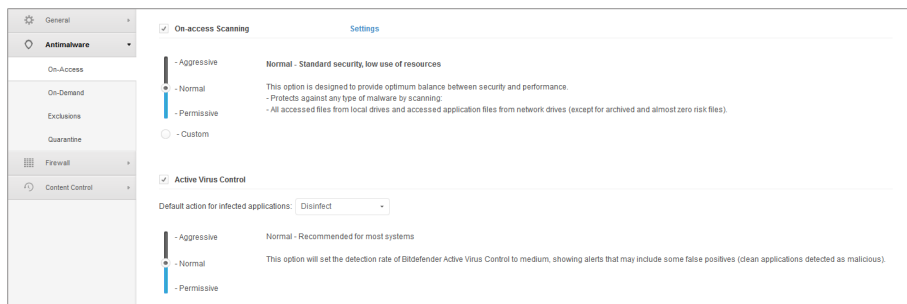 General
Antimalware
On-Access
On-Demand
Exclusions
Quarantine
Firewall
Content Control
On-access Scanning Settings
- Aggressive
- Normal
- Permissive
- Custom
Normal - Standard security, low use of resources
This option is designed to provide optimum balance between security and performance.
- Protects against any type of malware by scanning:
- All accessed files from local drives and accessed application files from network drives (except for archived and almost zero risk files).
Active Virus Control
Default action for infected applications: Disinfect
- Aggressive
- Normal
- Permissive
Normal - Recommended for most systems
This option will set the detection rate of Bitdefender Active Virus Control to medium, showing alerts that may include some false positives (clean applications detected as malicious).